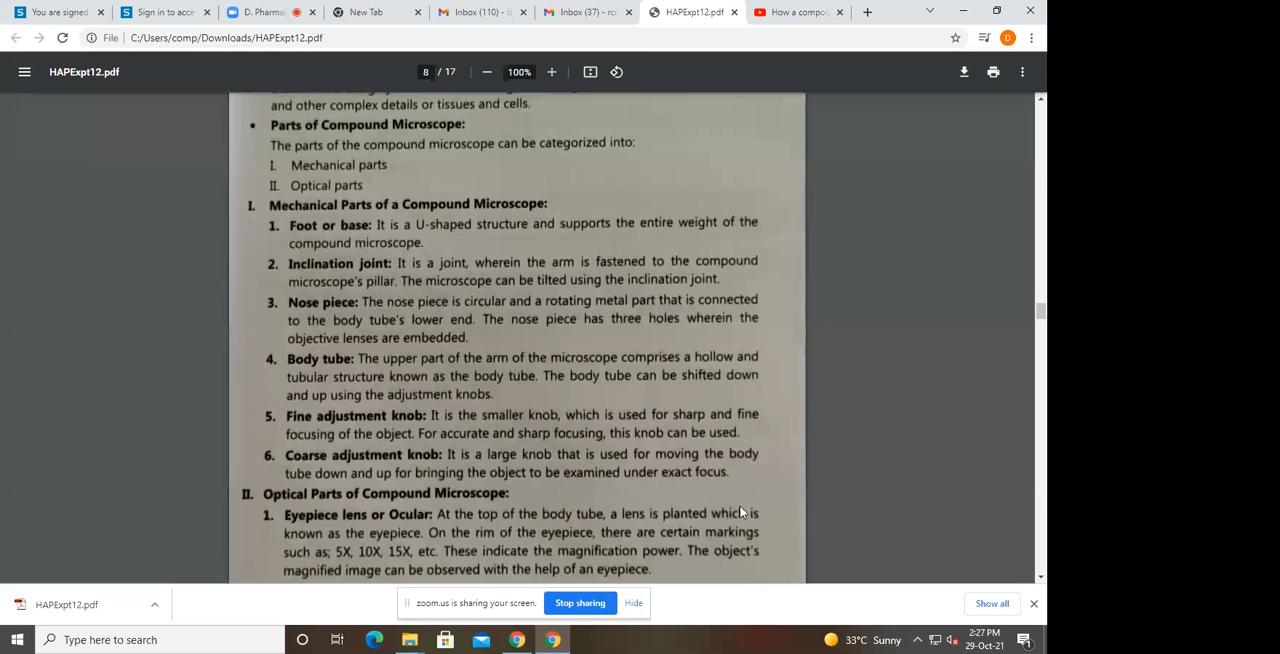 You are signed
Sign in to acce
D. Pharma
New Tab
Inbox (110) - d
Inbox (37) - rcr
HAPExpt12.pdf
How a compou
File
C:/Users/comp/Downloads/HAPExpt12.pdf
D
HAPExpt12.pdf
8 / 17
100%
and other complex details or tissues and cells.
• Parts of Compound Microscope:
The parts of the compound microscope can be categorized into:
I. Mechanical parts
II. Optical parts
I. Mechanical Parts of a Compound Microscope:
1. Foot or base: It is a U-shaped structure and supports the entire weight of the
compound microscope.
2. Inclination joint: It is a joint, wherein the arm is fastened to the compound
microscope's pillar. The microscope can be tilted using the inclination joint.
3. Nose piece: The nose piece is circular and a rotating metal part that is connected
to the body tube's lower end. The nose piece has three holes wherein the
objective lenses are embedded.
4. Body tube: The upper part of the arm of the microscope comprises a hollow and
tubular structure known as the body tube. The body tube can be shifted down
and up using the adjustment knobs.
5. Fine adjustment knob: It is the smaller knob, which is used for sharp and fine
focusing of the object. For accurate and sharp focusing, this knob can be used.
6. Coarse adjustment knob: It is a large knob that is used for moving the body
tube down and up for bringing the object to be examined under exact focus.
II. Optical Parts of Compound Microscope:
1. Eyepiece lens or Ocular: At the top of the body tube, a lens is planted which is
known as the eyepiece. On the rim of the eyepiece, there are certain markings
such as; 5X, 10X, 15X, etc. These indicate the magnification power. The object's
magnified image can be observed with the help of an eyepiece.
HAPExpt12.pdf
zoom.us is sharing your screen.
Stop sharing
Hide
Show all
Type here to search
33°C Sunny
2:27 PM
29-Oct-21
1